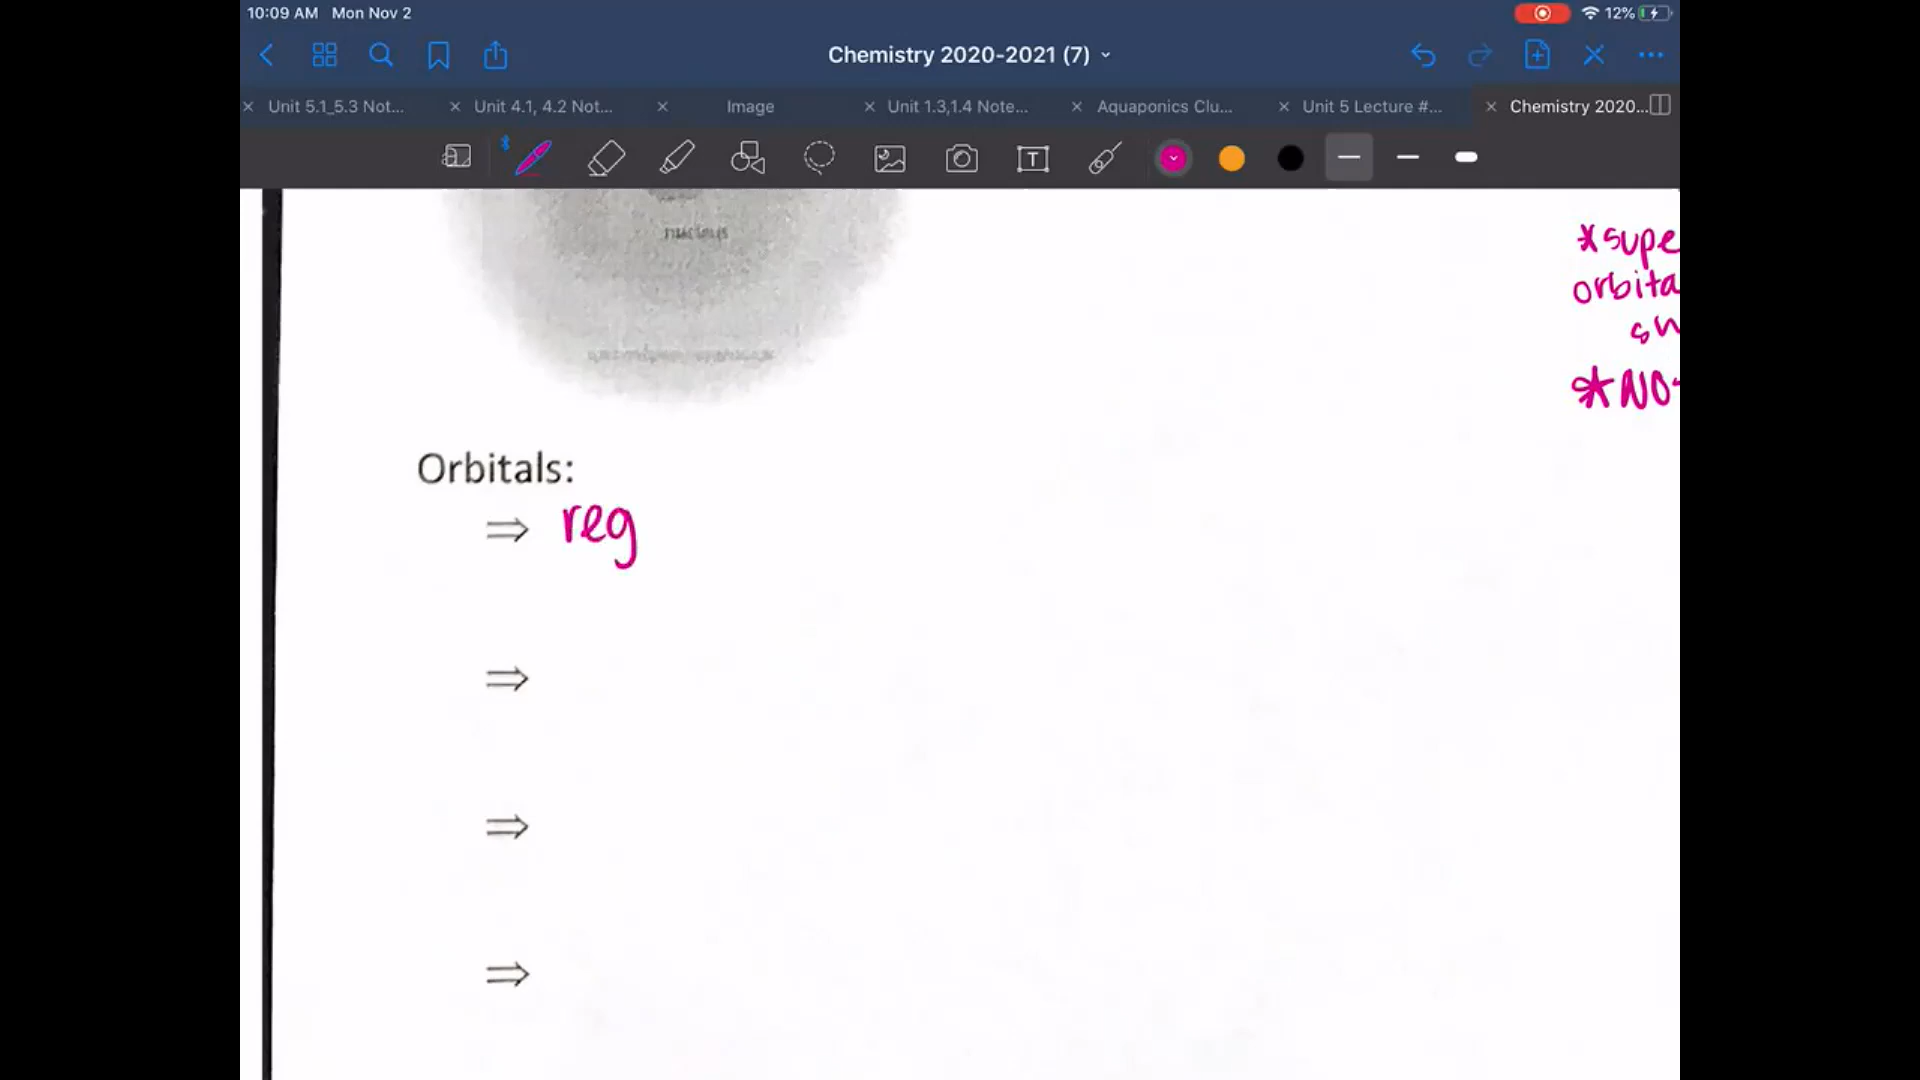 10:09 AM Mon Nov 2
12%
Chemistry 2020-2021 (7)
Unit 5.1_5.3 Not...
Unit 4.1, 4.2 Not...
Image
Unit 1.3,1.4 Note...
Aquaponics Clu...
Unit 5 Lecture #...
Chemistry 2020...
T
nucleus
*supe
orbita
Orbitals:
⇒ reg
⇒
⇒
⇒